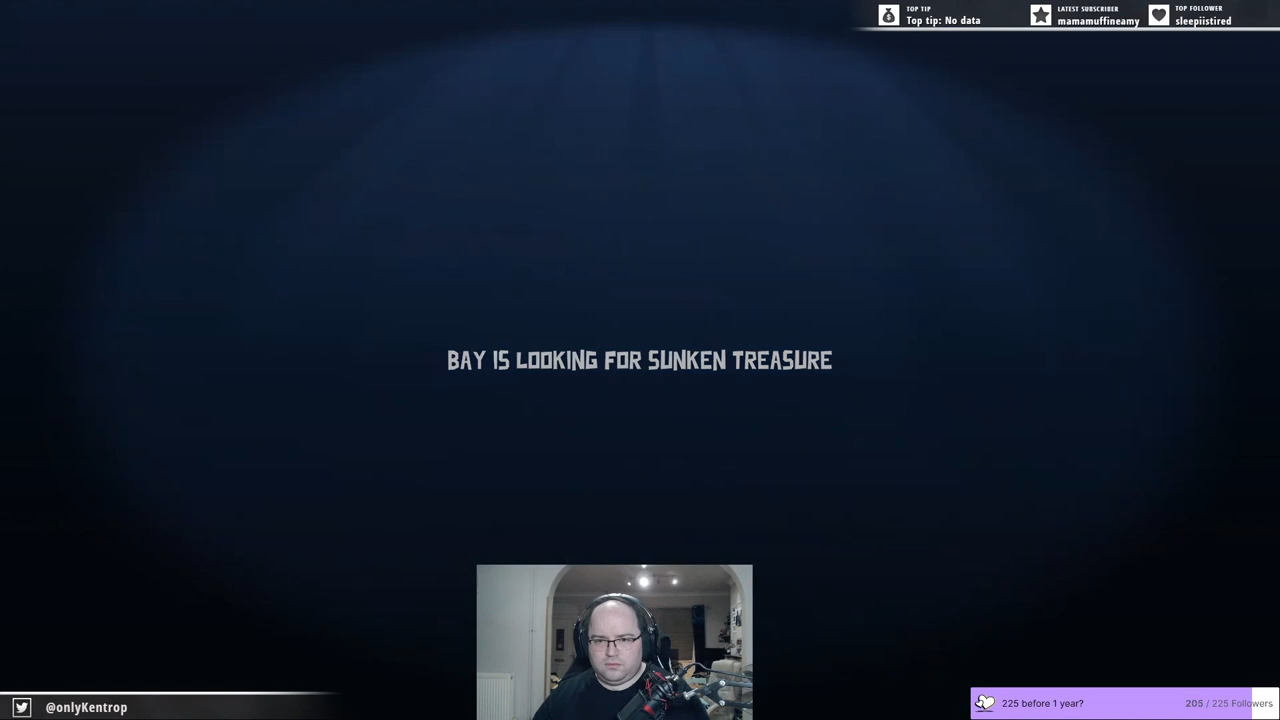 TOP TIP
Top tip: No data
LATEST SUBSCRIBER
mamamuffineamy
TOP FOLLOWER
sleepiistired
BAY IS LOOKING FOR SUNKEN TREASURE
@onlyKentrop
225 before 1 year?
205 / 225 Followers